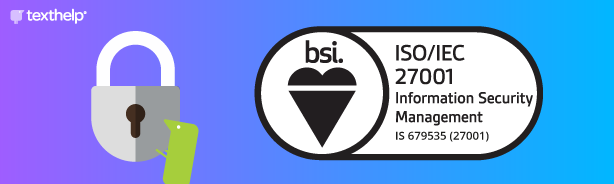 texthelp
bsi.
ISO/IEC
27001
Information Security
Management
IS 679535 (27001)